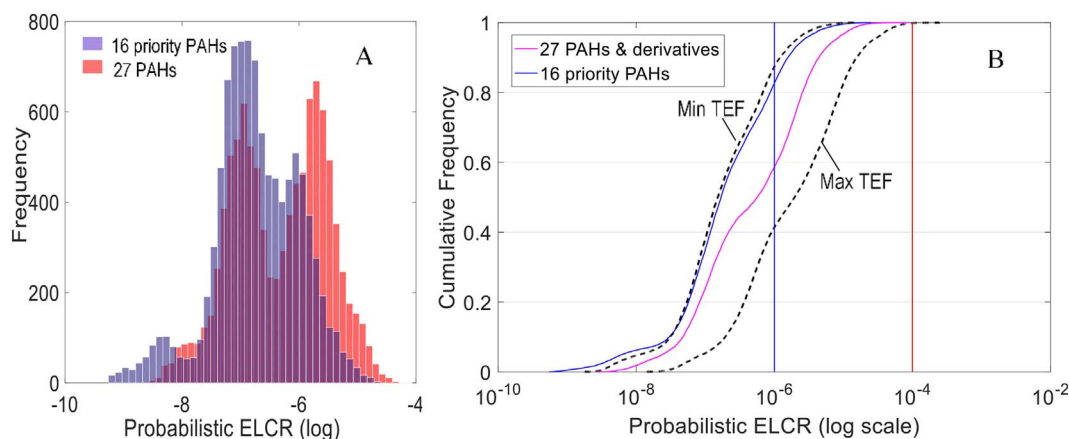 800
600
400
200
0
Frequency
16 priority PAHs
27 PAHs
A
-10
-8
-6
-4
Probabilistic ELCR (log)
1
0.8
0.6
0.4
0.2
0
Cumulative Frequency
27 PAHs & derivatives
16 priority PAHs
B
Min TEF
Max TEF
10-10
10-8
10-6
10-4
10-2
Probabilistic ELCR (log scale)